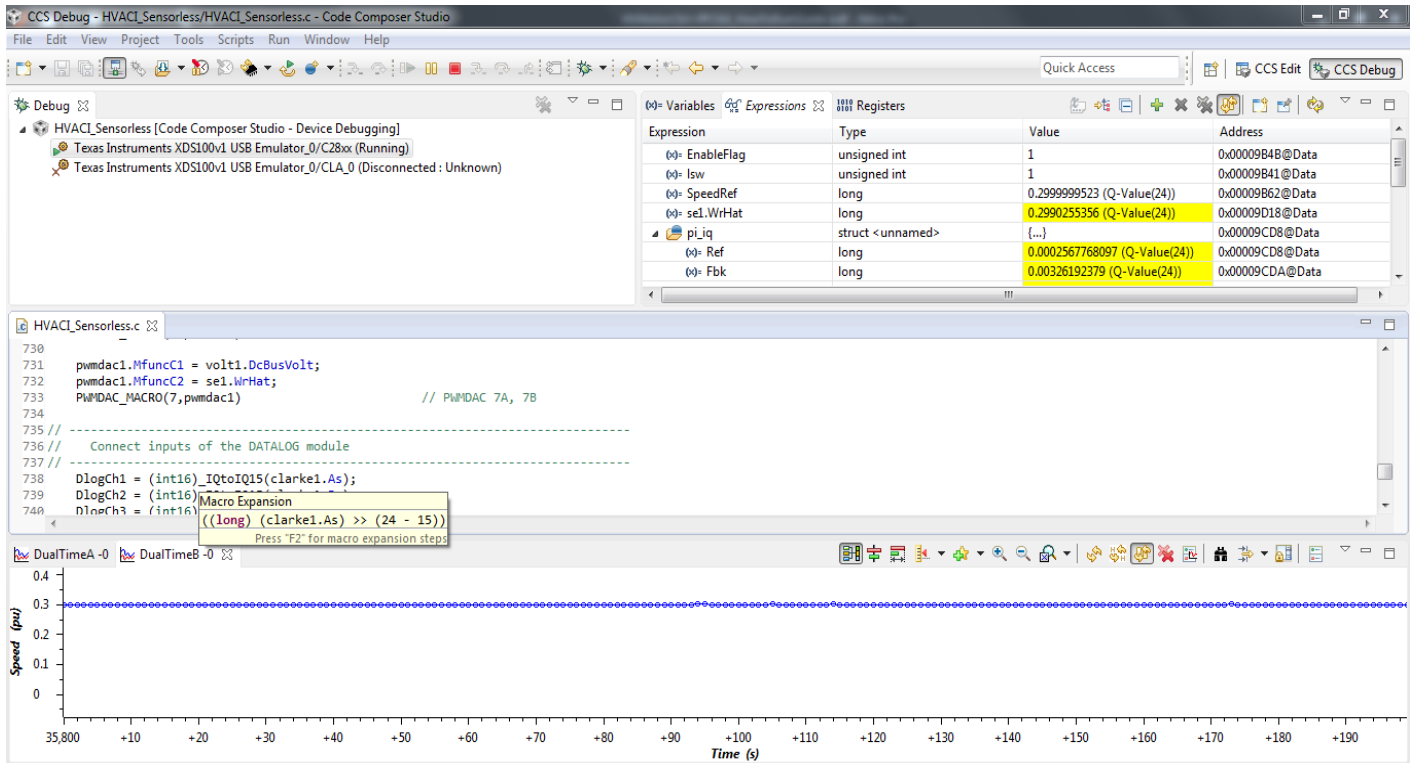 CCS Debug - HVACI_Sensorless/HVACI_Sensorless.c - Code Composer Studio
File Edit View Project Tools Scripts Run Window Help
Quick Access
CCS Edit
CCS Debug
Debug
HVACI_Sensorless [Code Composer Studio - Device Debugging]
Texas Instruments XDS100v1 USB Emulator_0/C28xx (Running)
Texas Instruments XDS100v1 USB Emulator_0/CLA_0 (Disconnected : Unknown)
(x)= Variables Expressions Registers
Expression Type Value Address
(x)= EnableFlag unsigned int 1 0x00009B4B@Data
(x)= lsw unsigned int 1 0x00009B41@Data
(x)= SpeedRef long 0.2999999523 (Q-Value(24)) 0x00009B62@Data
(x)= se1.WrHat long 0.2990255356 (Q-Value(24)) 0x00009D18@Data
pi_iq struct <unnamed> {...} 0x00009CD8@Data
(x)= Ref long 0.0002567768097 (Q-Value(24)) 0x00009CD8@Data
(x)= Fbk long 0.00326192379 (Q-Value(24)) 0x00009CDA@Data
HVACI_Sensorless.c
730
731 pwmdac1.MfuncC1 = volt1.DcBusVolt;
732 pwmdac1.MfuncC2 = se1.WrHat;
733 PWMDAC_MACRO(7,pwmdac1) // PWMDAC 7A, 7B
734
735 // ------------------------------------------------------------------------------
736 // Connect inputs of the DATALOG module
737 // ------------------------------------------------------------------------------
738 DlogCh1 = (int16)_IQtoIQ15(clarke1.As);
739 DlogCh2 = (int16)
740 DlogCh3 = (int16)
Macro Expansion
((long) (clarke1.As) >> (24 - 15))
Press "F2" for macro expansion steps
DualTimeA -0 DualTimeB -0
Speed (pu)
0.4
0.3
0.2
0.1
0
35,800 +10 +20 +30 +40 +50 +60 +70 +80 +90 +100 +110 +120 +130 +140 +150 +160 +170 +180 +190
Time (s)